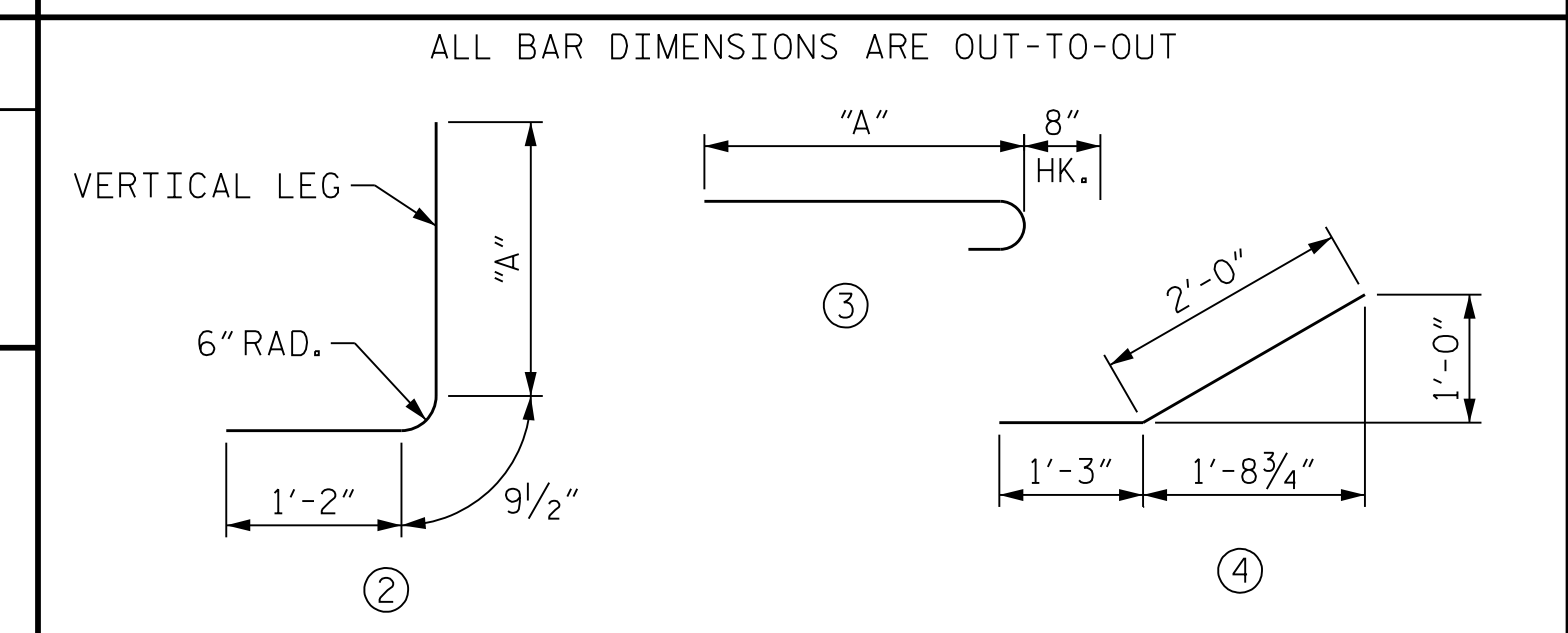 ALL BAR DIMENSIONS ARE OUT-TO-OUT
VERTICAL LEG
"A"
6" RAD.
1'-2"
9½"
2
"A"
8"
HK.
3
2'-0"
1'-0"
1'-3"
1'-8¾"
4